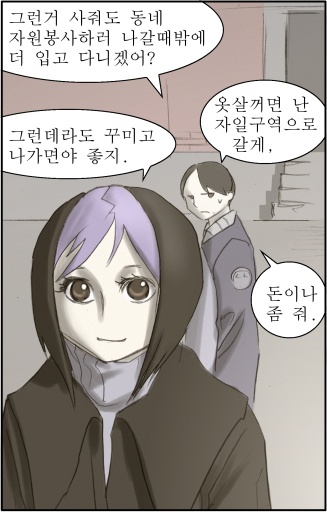 그런거 사줘도 동네
자원봉사하러 나갈때밖에
더 입고 다니겠어?
그런데라도 꾸미고
나가면야 좋지.
옷살꺼면 난
자일구역으로
갈게,
돈이나
좀 줘.